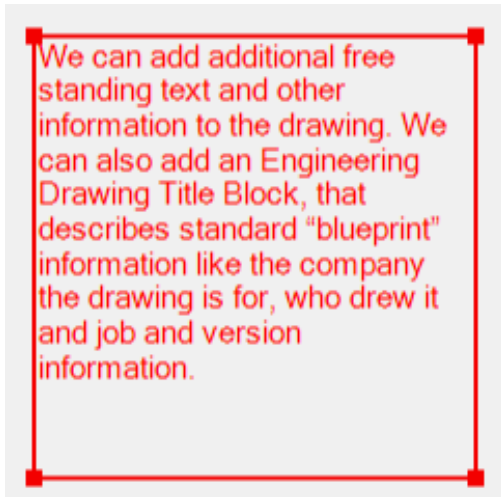 We can add additional free
standing text and other
information to the drawing. We
can also add an Engineering
Drawing Title Block, that
describes standard “blueprint”
information like the company
the drawing is for, who drew it
and job and version
information.